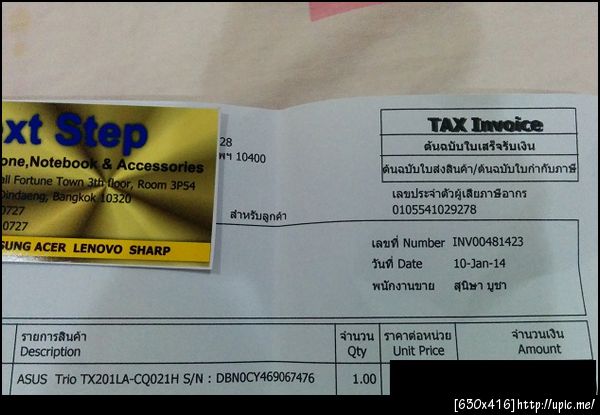 ext Step
one,Notebook & Accessories
all Fortune Town 3th floor, Room 3P54
Dindaeng, Bangkok 10320
0727
0727
SUNG ACER LENOVO SHARP
28
ฯ 10400
สำหรับลูกค้า
TAX Invoice
ต้นฉบับใบเสร็จรับเงิน
ต้นฉบับใบส่งสินค้า/ต้นฉบับใบกำกับภาษี
เลขประจำตัวผู้เสียภาษีอากร
0105541029278
เลขที่ Number INV00481423
วันที่ Date 10-Jan-14
พนักงานขาย สุนิษา บูชา
รายการสินค้า จำนวน ราคาต่อหน่วย จำนวนเงิน
Description Qty Unit Price Amount
ASUS Trio TX201LA-CQ021H S/N : DBN0CY469067476 1.00
[630x416]http://upic.me/